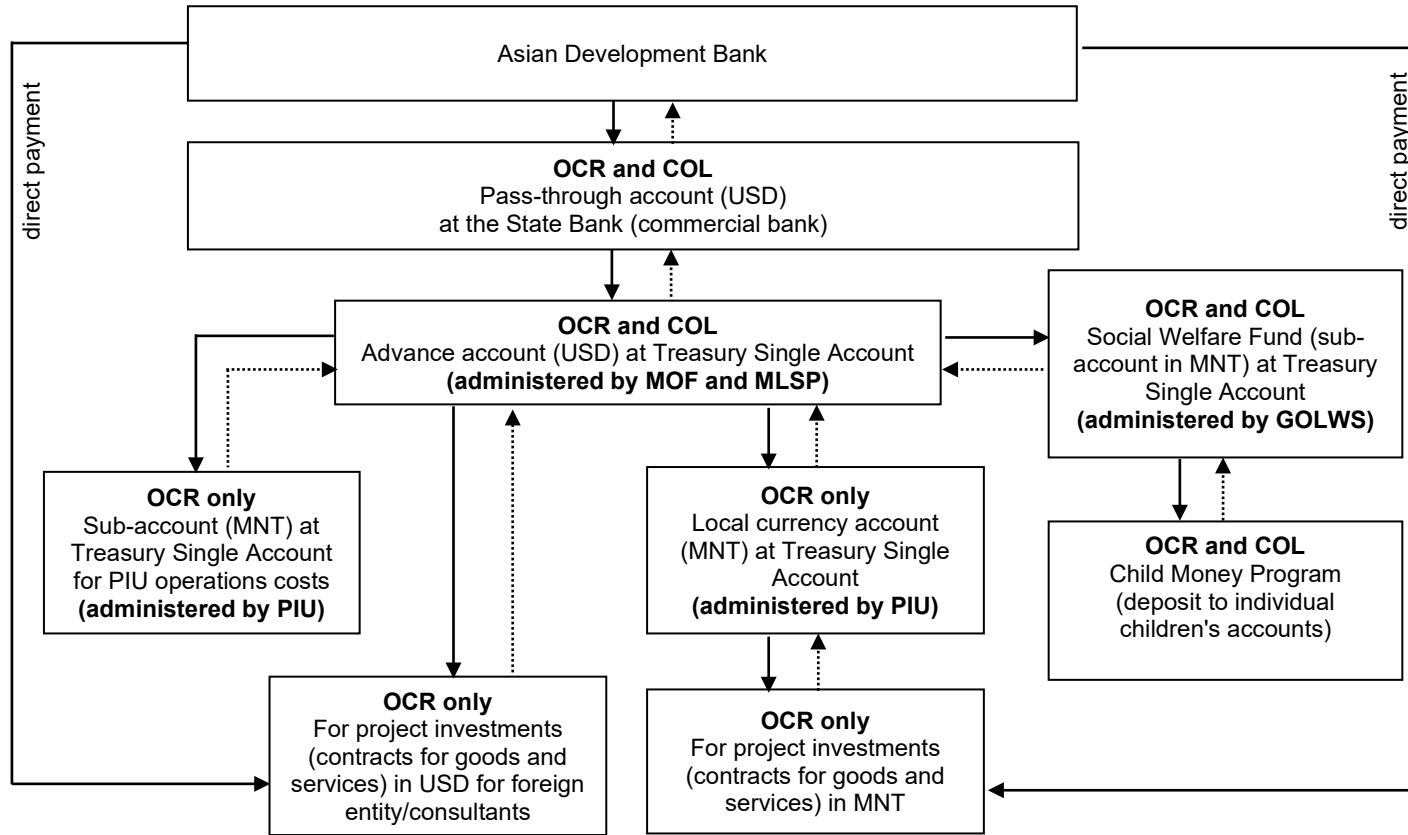 Asian Development Bank
direct payment
direct payment
OCR and COL
Pass-through account (USD)
at the State Bank (commercial bank)
OCR and COL
Advance account (USD) at Treasury Single Account
(administered by MOF and MLSP)
OCR and COL
Social Welfare Fund (sub-
account in MNT) at Treasury
Single Account
(administered by GOLWS)
OCR only
Sub-account (MNT) at
Treasury Single Account
for PIU operations costs
(administered by PIU)
OCR only
Local currency account
(MNT) at Treasury Single
Account
(administered by PIU)
OCR and COL
Child Money Program
(deposit to individual
children's accounts)
OCR only
For project investments
(contracts for goods and
services) in USD for foreign
entity/consultants
OCR only
For project investments
(contracts for goods and
services) in MNT